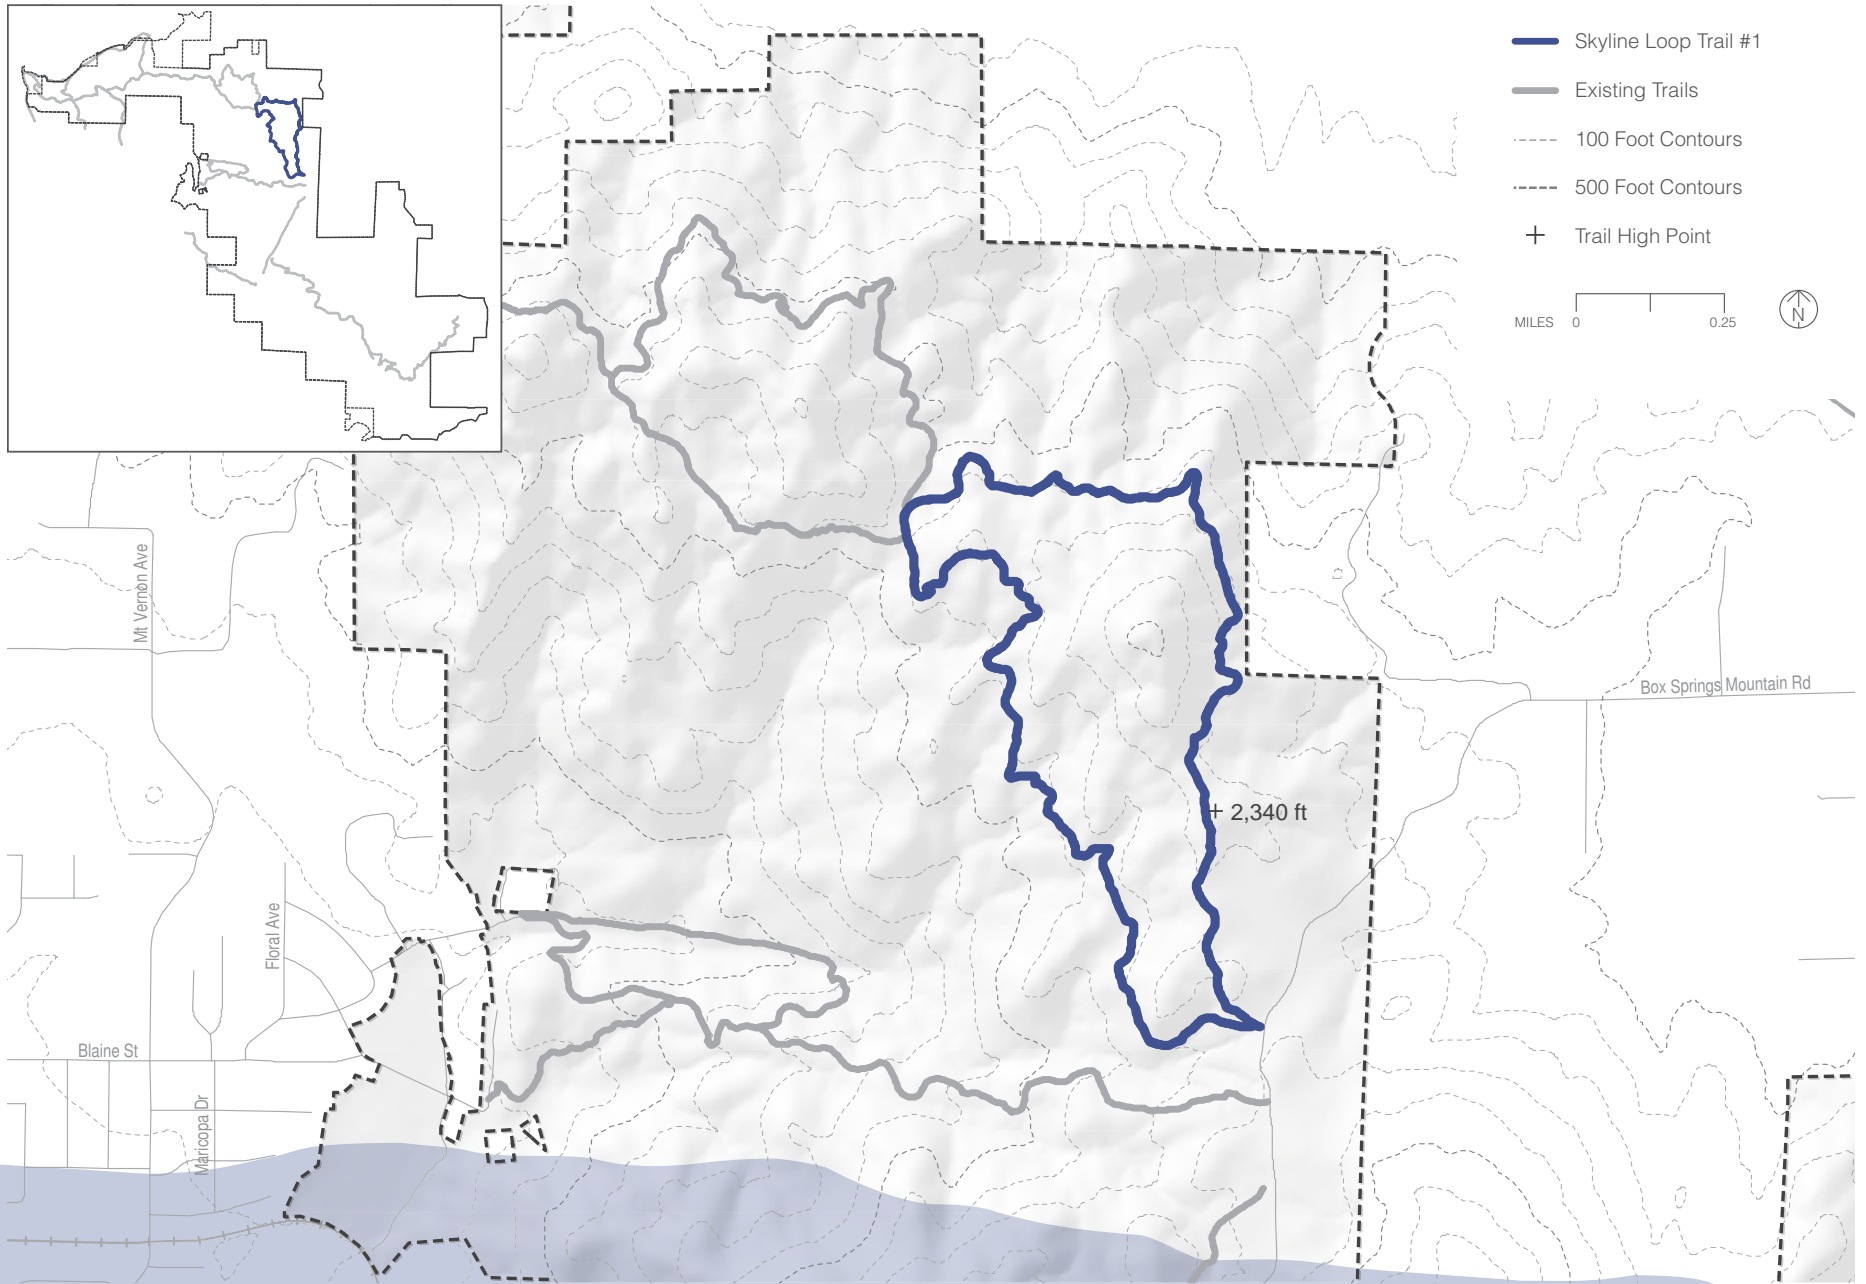 Skyline Loop Trail #1
Existing Trails
100 Foot Contours
500 Foot Contours
Trail High Point
MILES 0 0.25
N
Mt Vernon Ave
Box Springs Mountain Rd
+ 2,340 ft
Floral Ave
Blaine St
Maricopa Dr